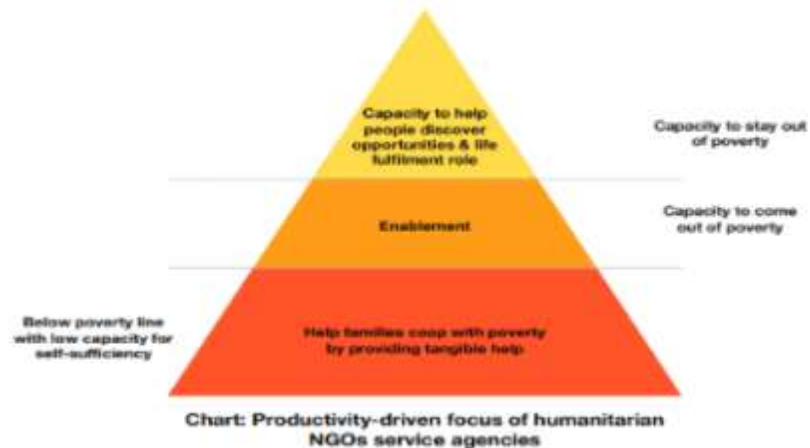 Capacity to help
people discover
opportunities & life
fulfilment role
Capacity to stay out
of poverty
Enablement
Capacity to come
out of poverty
Below poverty line
with low capacity for
self-sufficiency
Help families coop with poverty
by providing tangible help
Chart: Productivity-driven focus of humanitarian
NGOs service agencies